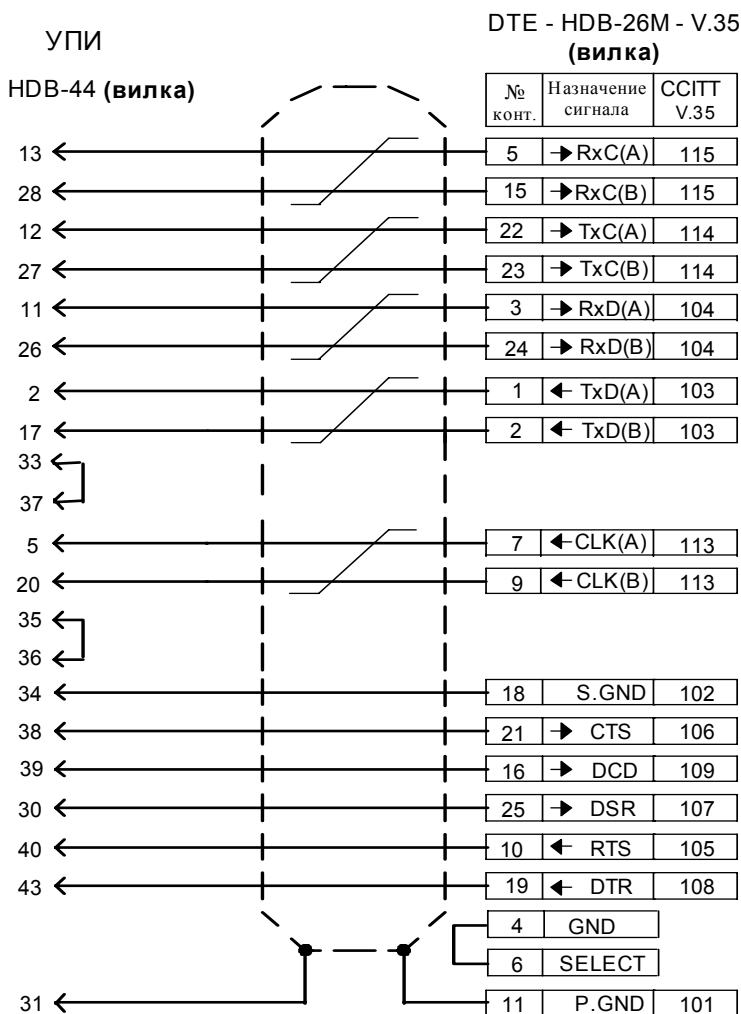 УПИ
DTE - HDB-26M - V.35
(вилка)
HDB-44 (вилка)
№ конт. Назначение сигнала CCITT V.35
13 5 RxC(A) 115
28 15 RxC(B) 115
12 22 TxC(A) 114
27 23 TxC(B) 114
11 3 RxD(A) 104
26 24 RxD(B) 104
2 1 TxD(A) 103
17 2 TxD(B) 103
33
37
5 7 CLK(A) 113
20 9 CLK(B) 113
35
36
34 18 S.GND 102
38 21 CTS 106
39 16 DCD 109
30 25 DSR 107
40 10 RTS 105
43 19 DTR 108
4 GND
6 SELECT
31 11 P.GND 101